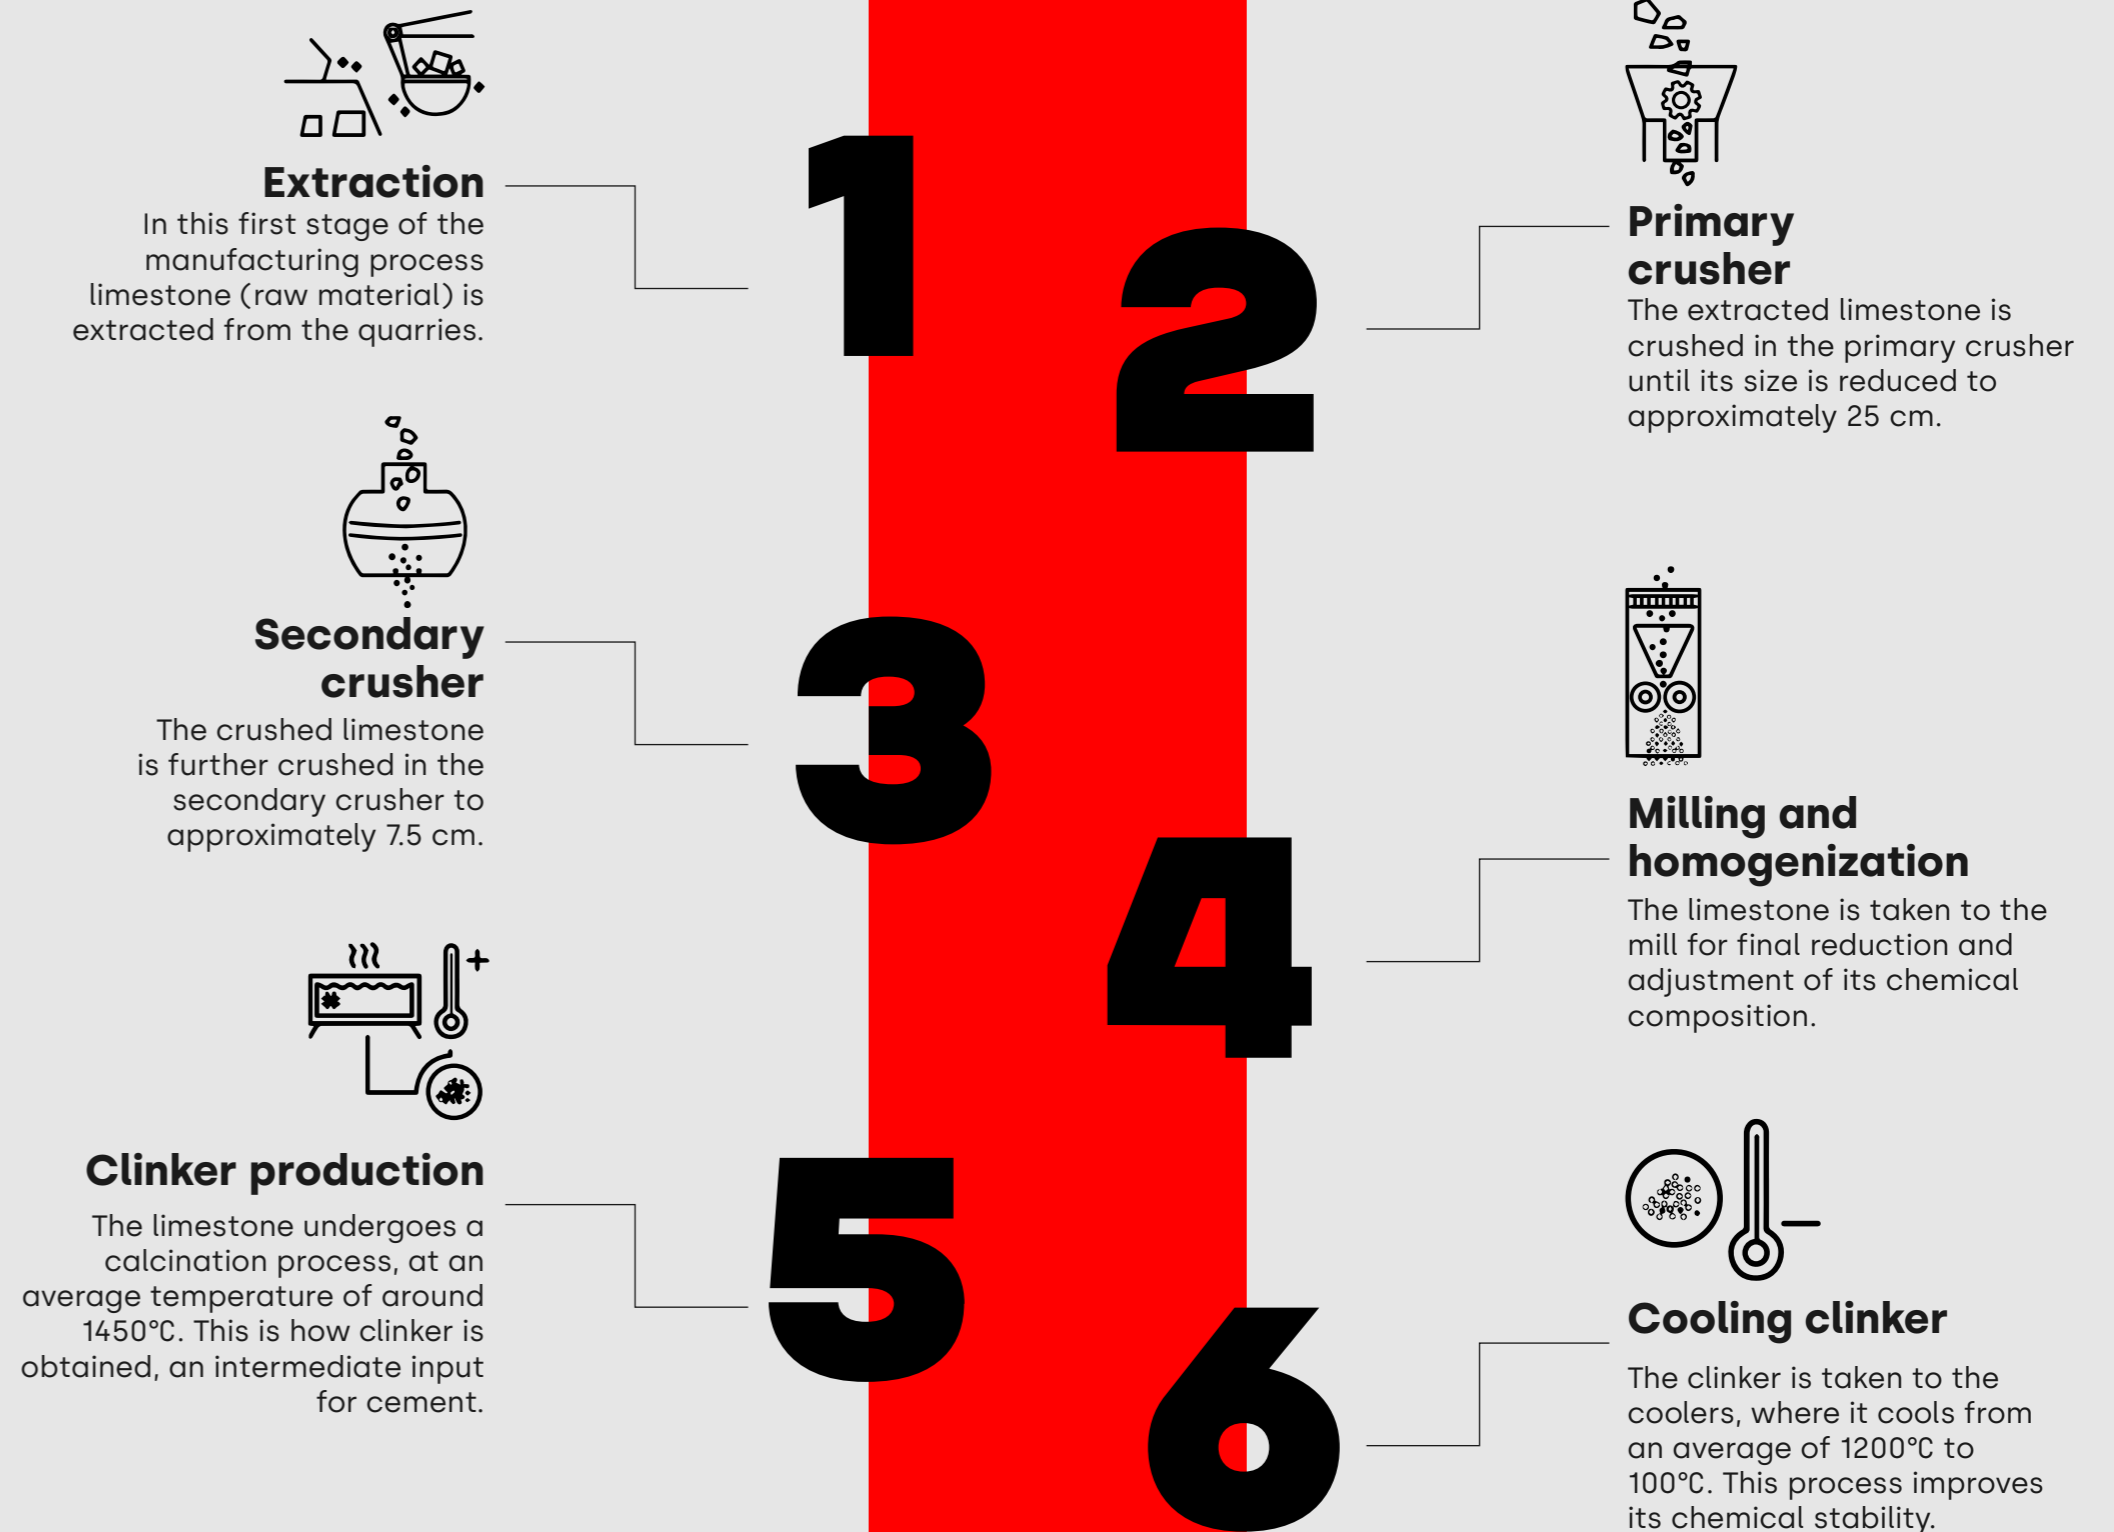 1
Extraction
In this first stage of the
manufacturing process
limestone (raw material) is
extracted from the quarries.
2
Primary
crusher
The extracted limestone is
crushed in the primary crusher
until its size is reduced to
approximately 25 cm.
3
Secondary
crusher
The crushed limestone
is further crushed in the
secondary crusher to
approximately 7.5 cm.
4
Milling and
homogenization
The limestone is taken to the
mill for final reduction and
adjustment of its chemical
composition.
5
Clinker production
The limestone undergoes a
calcination process, at an
average temperature of around
1450°C. This is how clinker is
obtained, an intermediate input
for cement.
6
Cooling clinker
The clinker is taken to the
coolers, where it cools from
an average of 1200°C to
100°C. This process improves
its chemical stability.